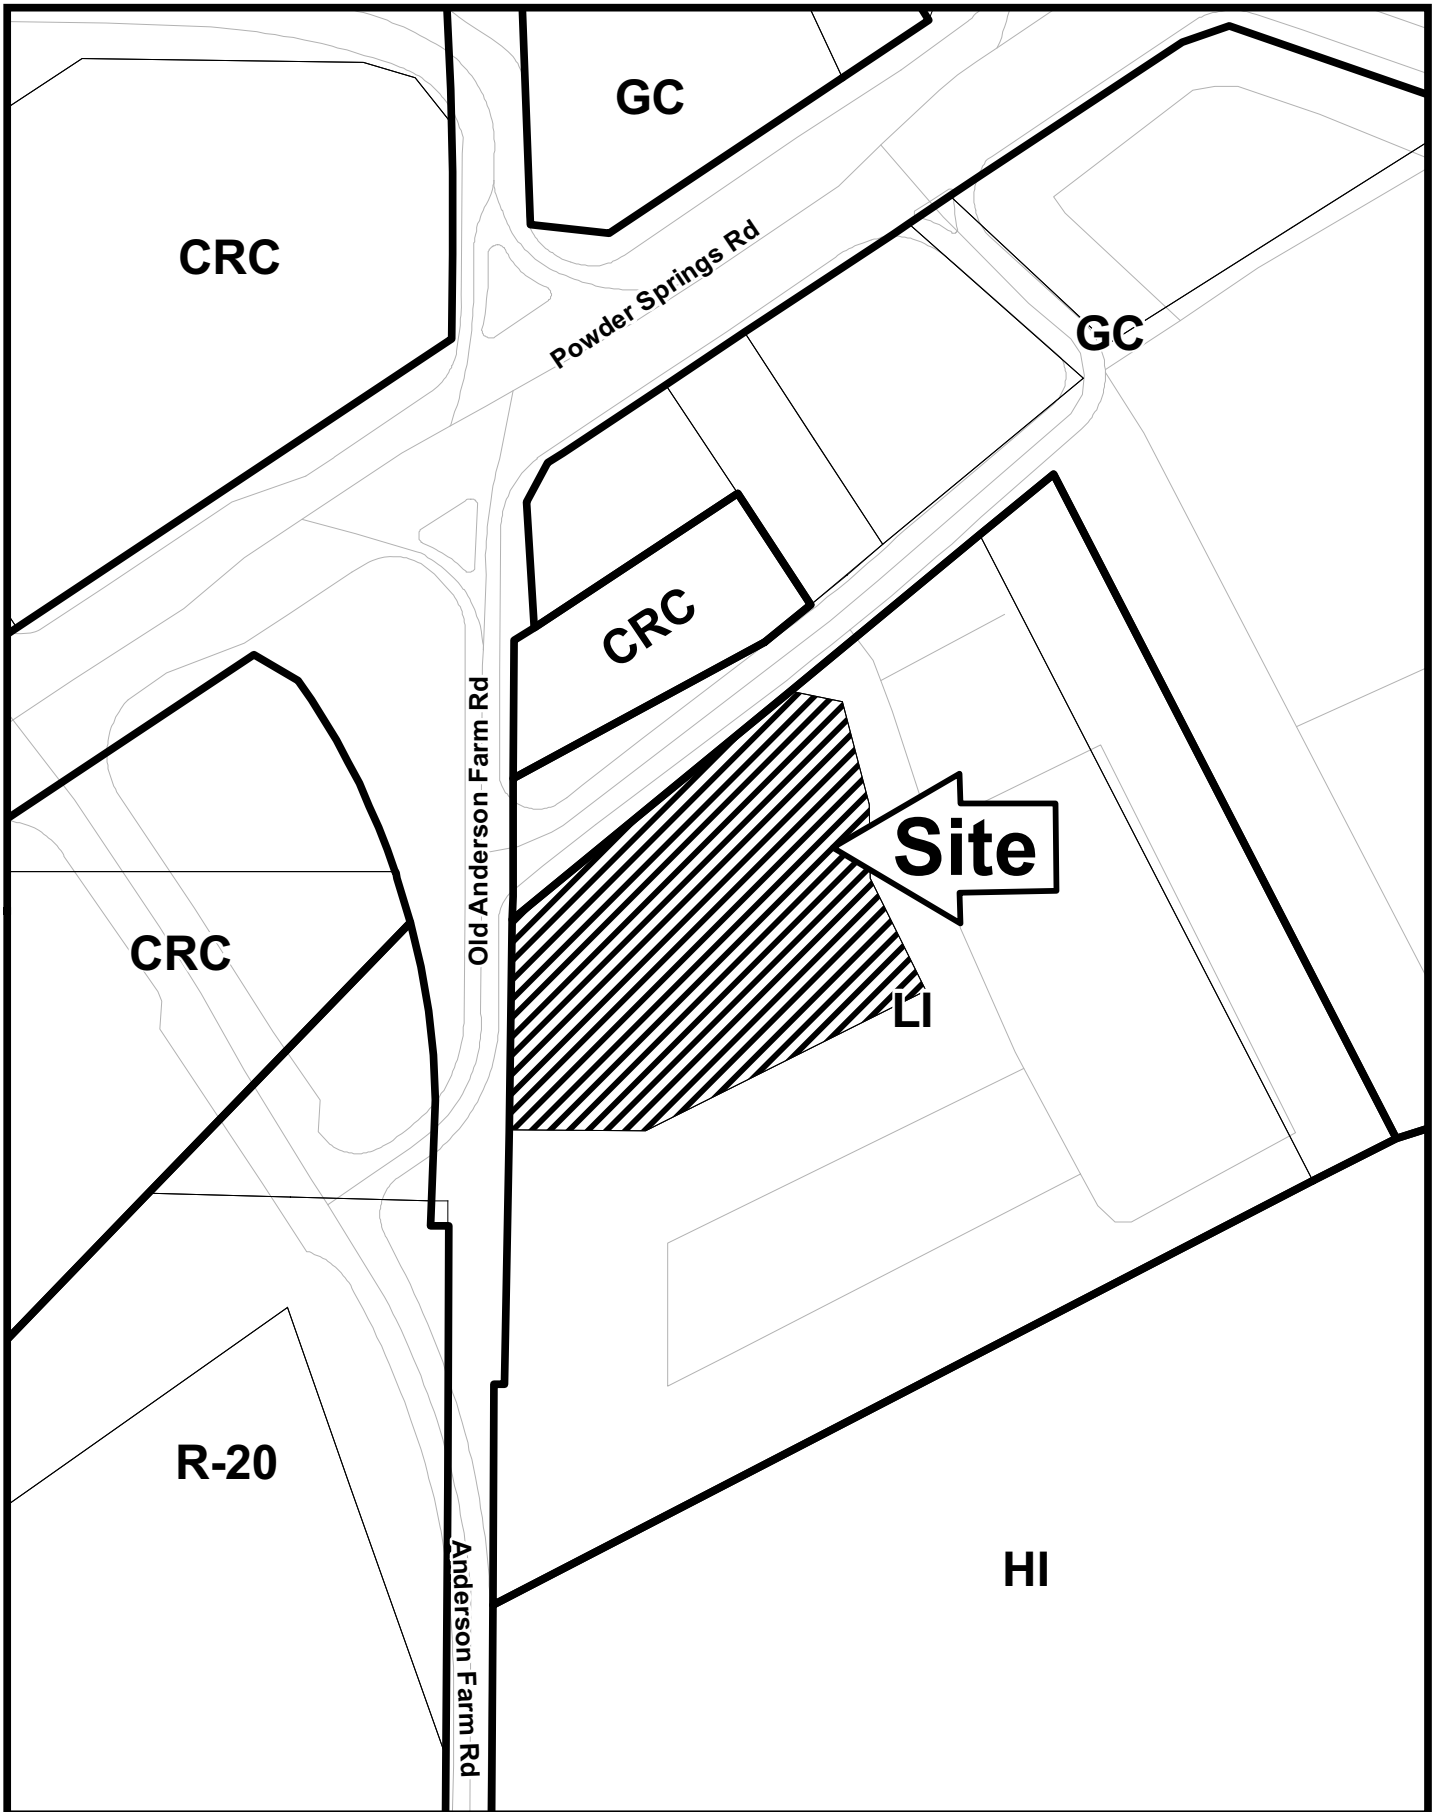 GC
CRC
Powder Springs Rd
GC
CRC
Old Anderson Farm Rd
Site
CRC
LI
R-20
HI
Anderson Farm Rd